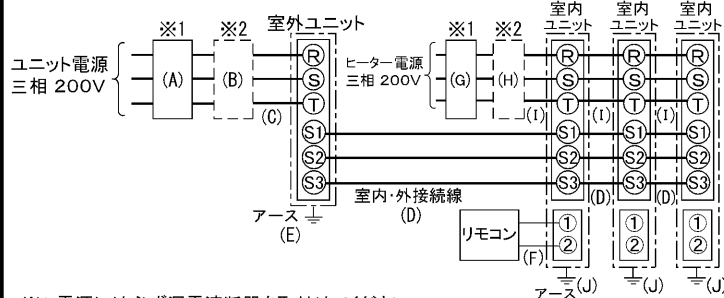 ※1 ※2 室外ユニット ※1 ※2 室内ユニット 室内ユニット 室内ユニット
ユニット電源
三相 200V
(A) (B) (C)
R
S
T
S1
S2
S3
ヒーター電源
三相 200V
(G) (H)
R R R
S S S
T T T
(I) (I) (I)
S1 S1 S1
S2 S2 S2
S3 S3 S3
室内・外接続線
(D) (D) (D)
アース
(E)
リモコン
(F)
① ① ①
② ② ②
アース (J) (J) (J)